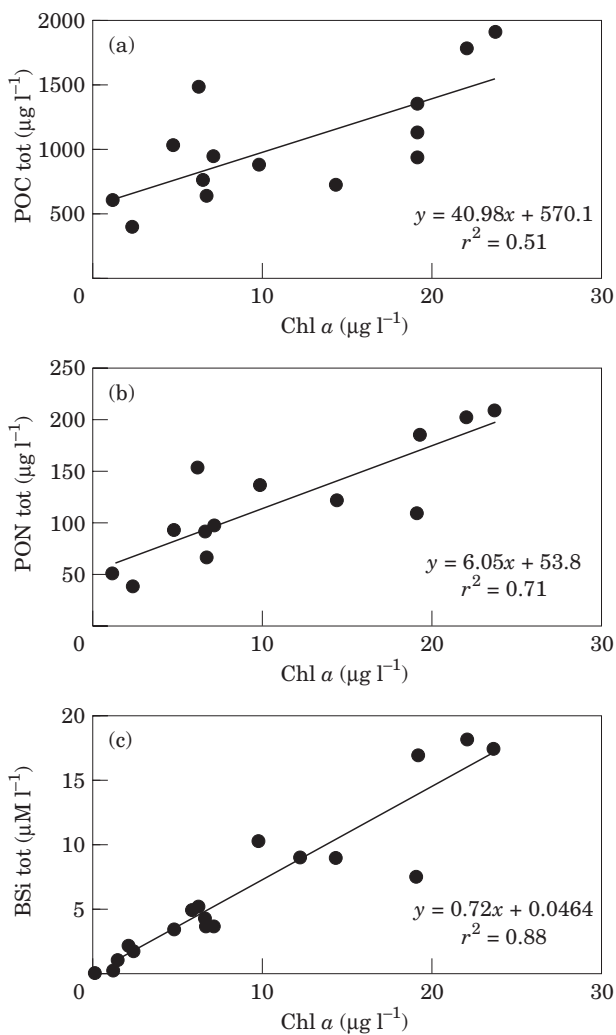 2000
(a)
1500
1000
500
POC tot (µg l⁻¹)
y = 40.98x + 570.1
r² = 0.51
0
10
20
30
Chl a (µg l⁻¹)
250
(b)
200
150
100
50
PON tot (µg l⁻¹)
y = 6.05x + 53.8
r² = 0.71
0
10
20
30
Chl a (µg l⁻¹)
20
(c)
15
10
5
BSi tot (µM l⁻¹)
y = 0.72x + 0.0464
r² = 0.88
0
10
20
30
Chl a (µg l⁻¹)